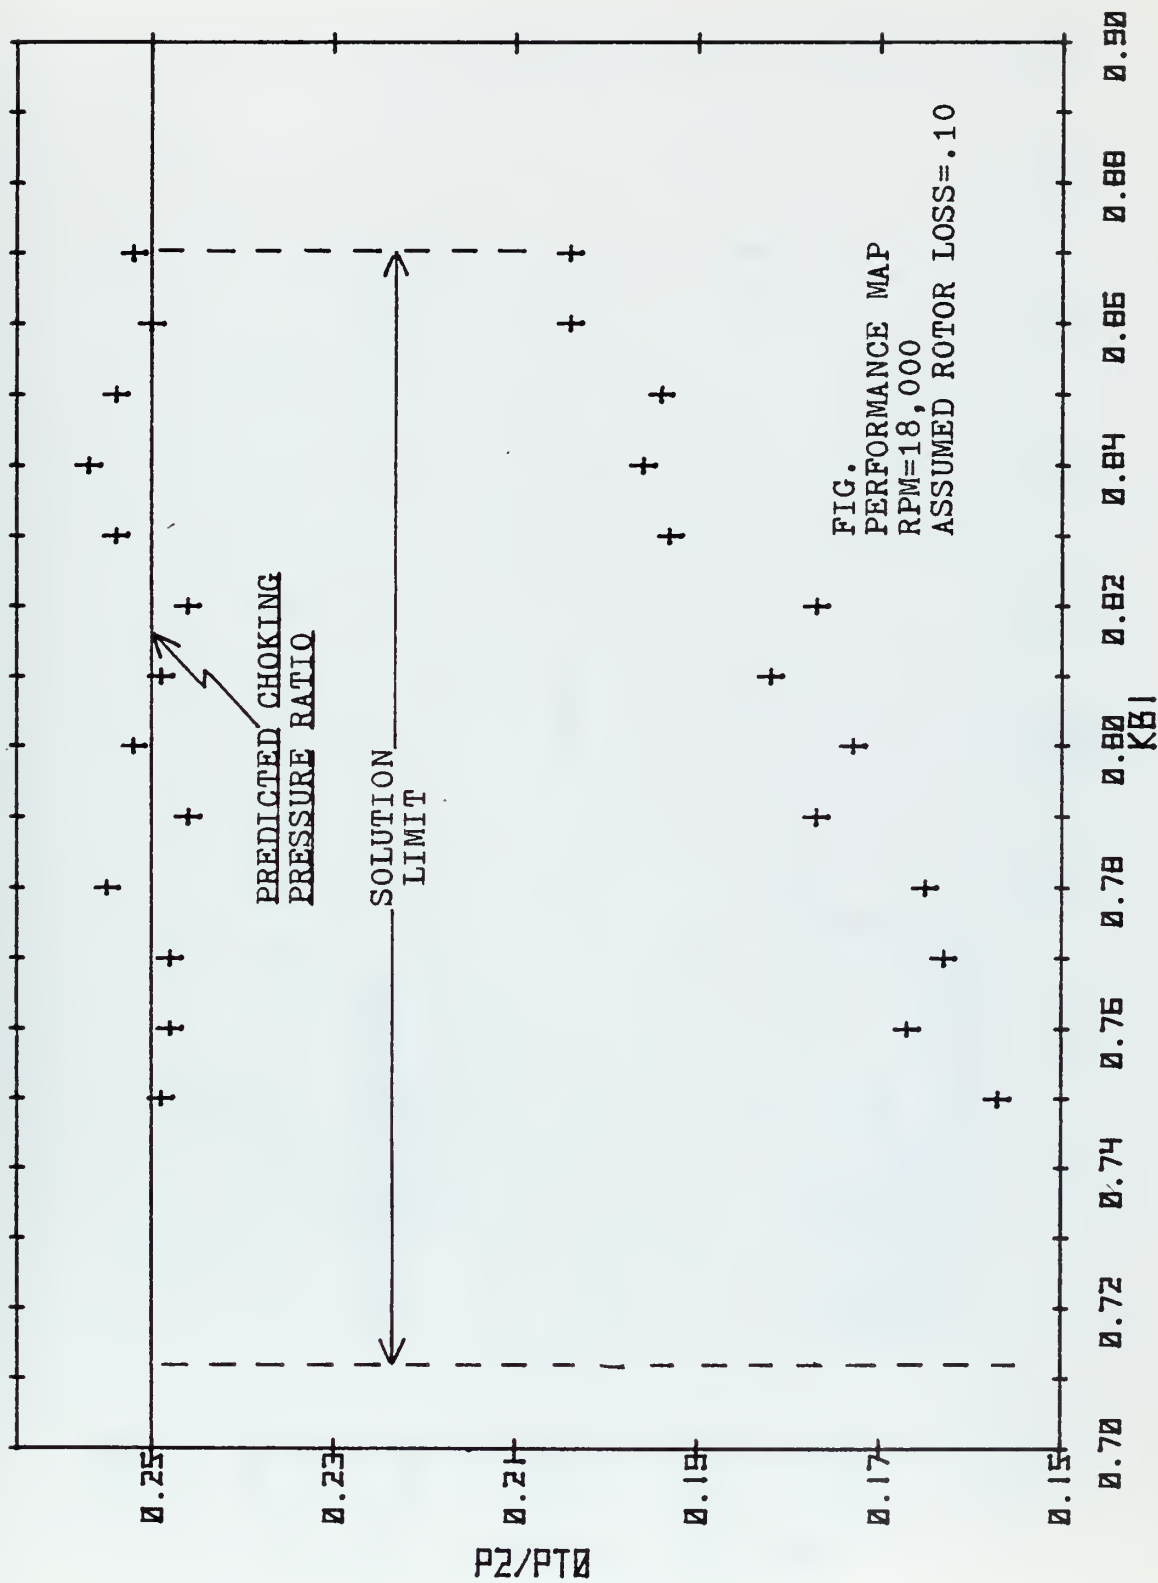 0.25
0.23
0.21
0.19
0.17
0.15
P2/PT0
PREDICTED CHOKING
PRESSURE RATIO
SOLUTION
LIMIT
FIG.
PERFORMANCE MAP
RPM=18,000
ASSUMED ROTOR LOSS=.10
0.70
0.72
0.74
0.76
0.78
0.80
0.82
0.84
0.86
0.88
0.90
KB1